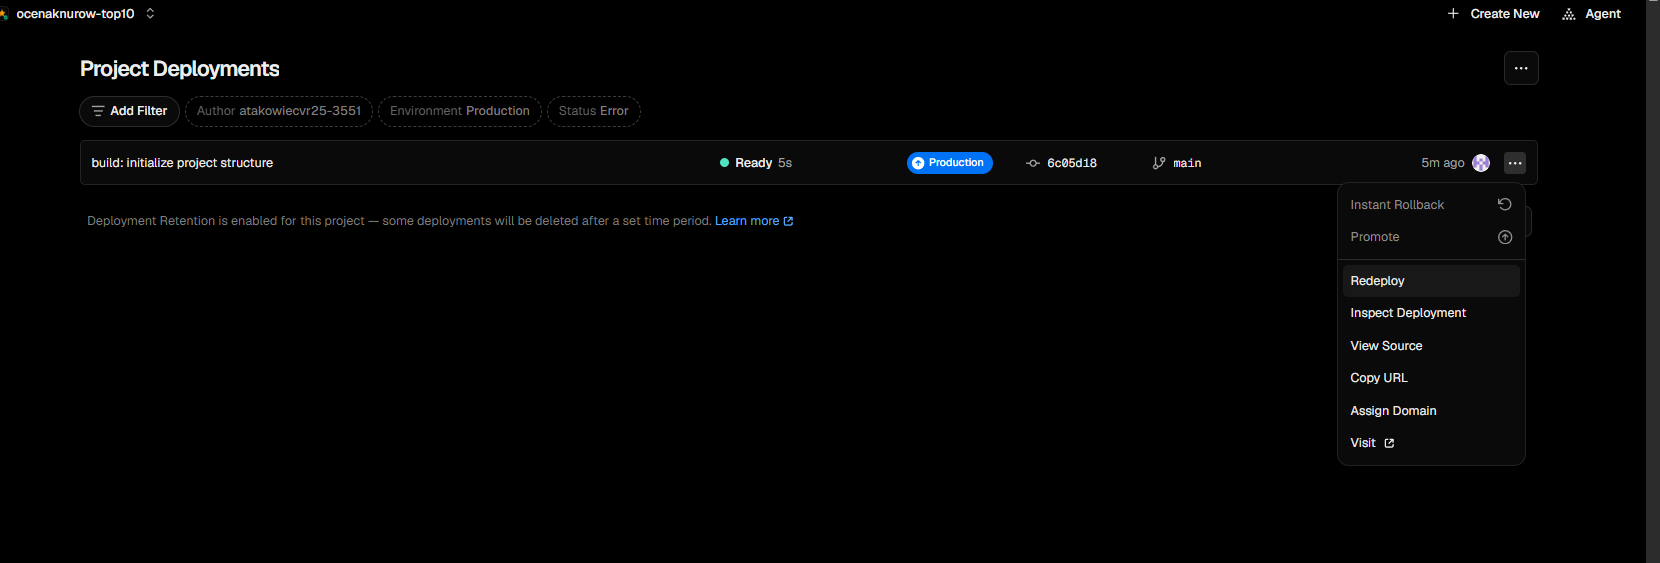 ocenaknurow-top10
Create New
Agent
Project Deployments
Add Filter
Author atakowiecvr25-3551
Environment Production
Status Error
build: initialize project structure
Ready 5s
Production
6c05d18
main
5m ago
Deployment Retention is enabled for this project — some deployments will be deleted after a set time period. Learn more
Instant Rollback
Promote
Redeploy
Inspect Deployment
View Source
Copy URL
Assign Domain
Visit